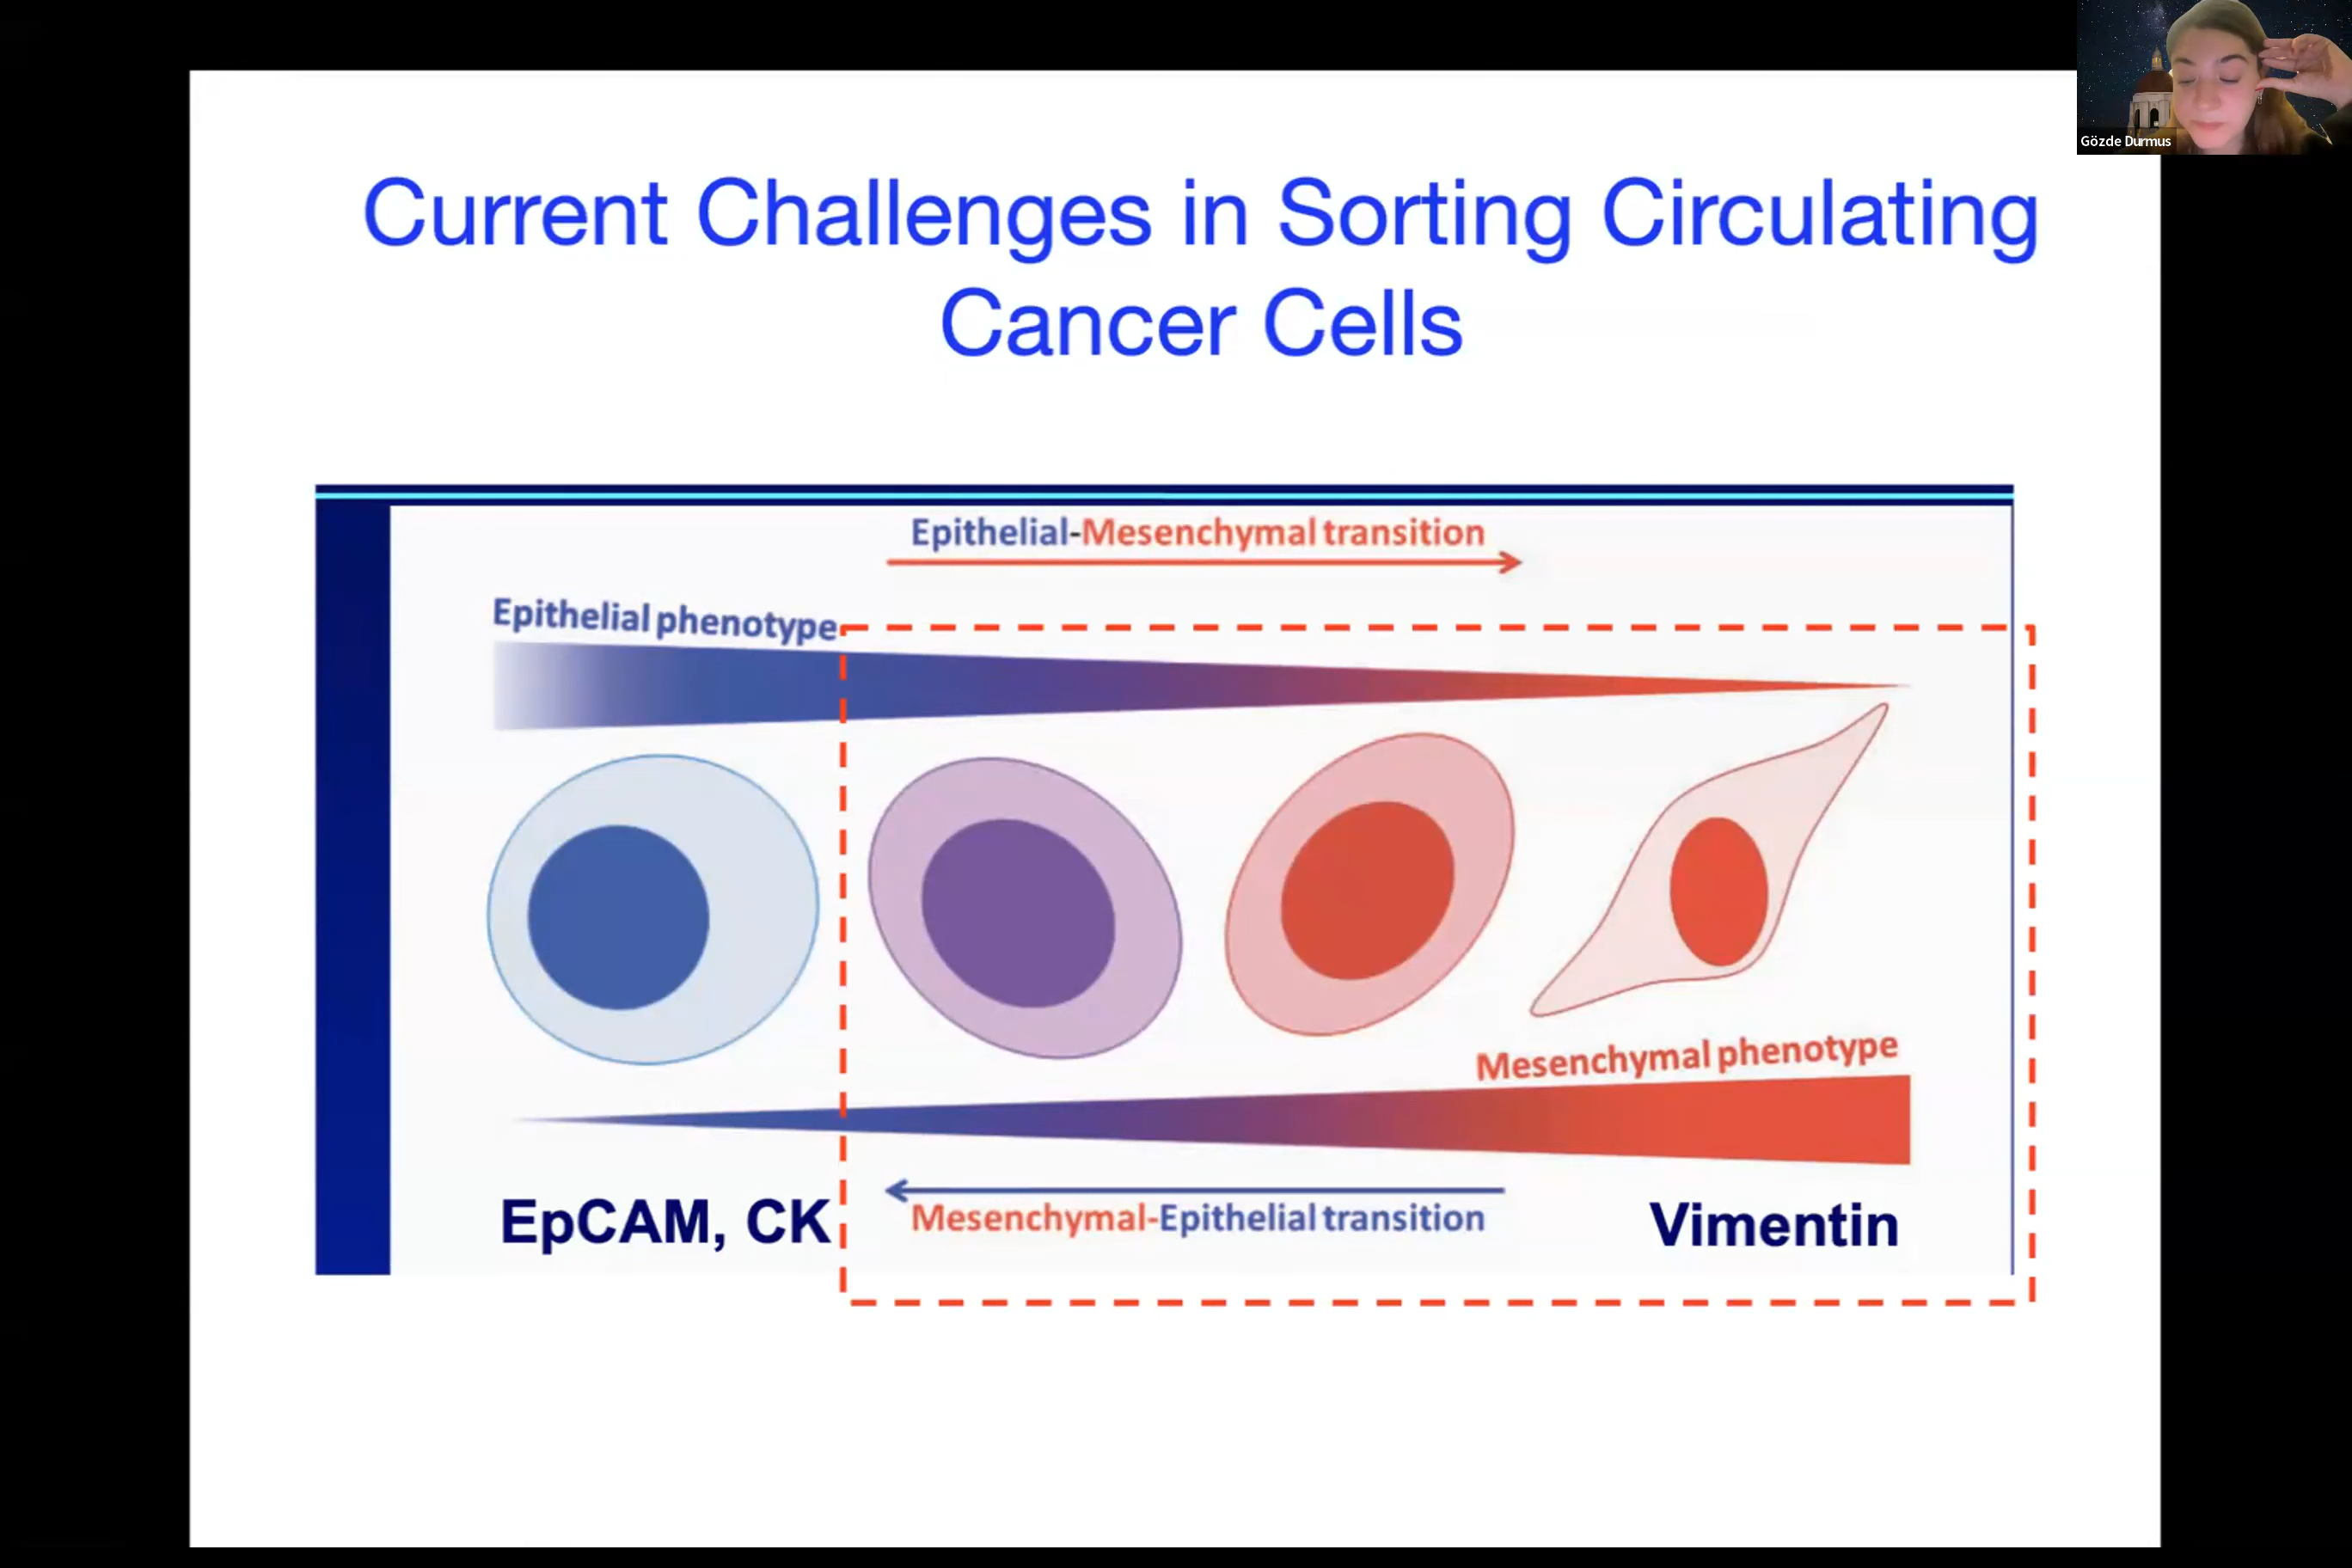 Gözde Durmus
Current Challenges in Sorting Circulating
Cancer Cells
Epithelial-Mesenchymal transition
Epithelial phenotype
Mesenchymal phenotype
EpCAM, CK
Mesenchymal-Epithelial transition
Vimentin